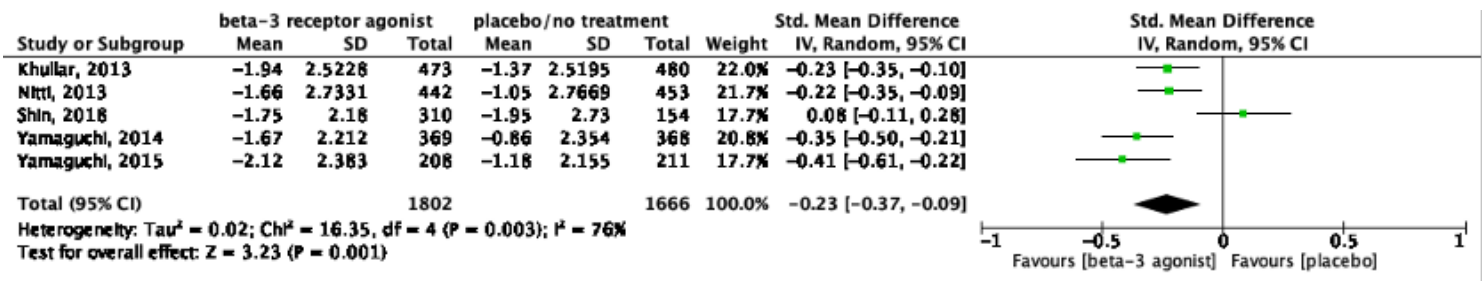 beta-3 receptor agonist placebo/no treatment Std. Mean Difference Std. Mean Difference
Study or Subgroup Mean SD Total Mean SD Total Weight IV, Random, 95% CI IV, Random, 95% CI
Khullar, 2013 −1.94 2.5228 473 −1.37 2.5195 480 22.0% −0.23 [−0.35, −0.10]
Nitti, 2013 −1.66 2.7331 442 −1.05 2.7669 453 21.7% −0.22 [−0.35, −0.09]
Shin, 2018 −1.75 2.18 310 −1.95 2.73 154 17.7% 0.08 [−0.11, 0.28]
Yamaguchi, 2014 −1.67 2.212 369 −0.86 2.354 368 20.8% −0.35 [−0.50, −0.21]
Yamaguchi, 2015 −2.12 2.383 208 −1.18 2.155 211 17.7% −0.41 [−0.61, −0.22]
Total (95% CI) 1802 1666 100.0% −0.23 [−0.37, −0.09]
Heterogeneity: Tau² = 0.02; Chi² = 16.35, df = 4 (P = 0.003); I² = 76%
Test for overall effect: Z = 3.23 (P = 0.001)
−1 −0.5 0 0.5 1
Favours [beta-3 agonist] Favours [placebo]